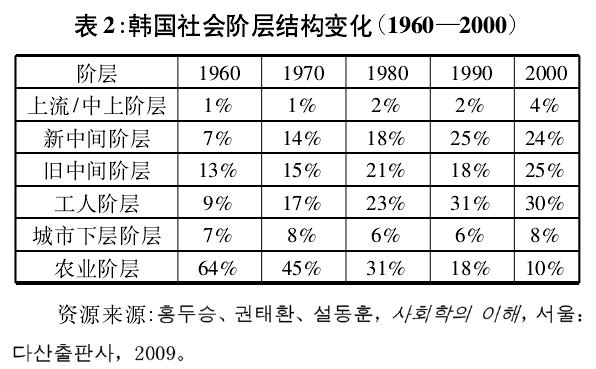 表2:韩国社会阶层结构变化(1960—2000)
阶层 1960 1970 1980 1990 2000
上流/中上阶层 1% 1% 2% 2% 4%
新中间阶层 7% 14% 18% 25% 24%
旧中间阶层 13% 15% 21% 18% 25%
工人阶层 9% 17% 23% 31% 30%
城市下层阶层 7% 8% 6% 6% 8%
农业阶层 64% 45% 31% 18% 10%
资源来源:홍두승、권태환、설동훈, 사회학의 이해, 서울:
다산출판사, 2009。